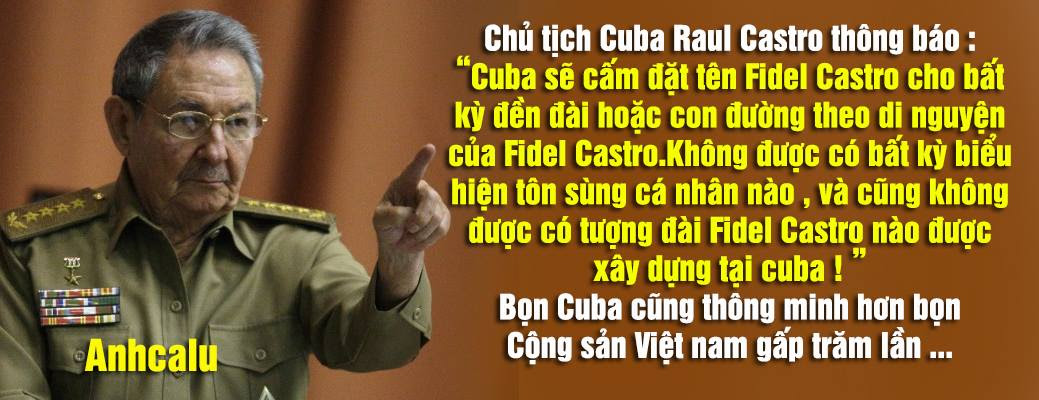 Chủ tịch Cuba Raul Castro thông báo :
“Cuba sẽ cấm đặt tên Fidel Castro cho bất
kỳ đền đài hoặc con đường theo di nguyện
của Fidel Castro.Không được có bất kỳ biểu
hiện tôn sùng cá nhân nào , và cũng không
được có tượng đài Fidel Castro nào được
xây dựng tại cuba ! ”
Bọn Cuba cũng thông minh hơn bọn
Cộng sản Việt nam gấp trăm lần ...
Anhcalu